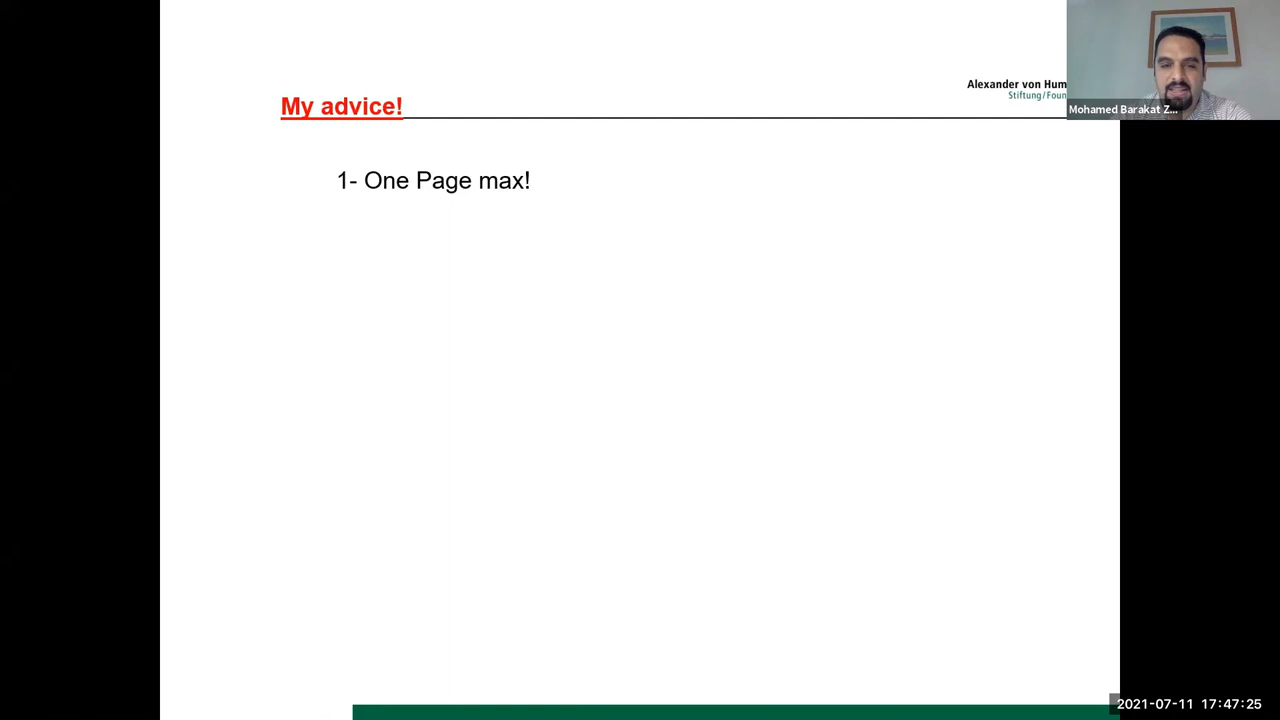 Alexander von Hum
Stiftung/Foun
My advice!
Mohamed Barakat Z...
1- One Page max!
2021-07-11 17:47:25